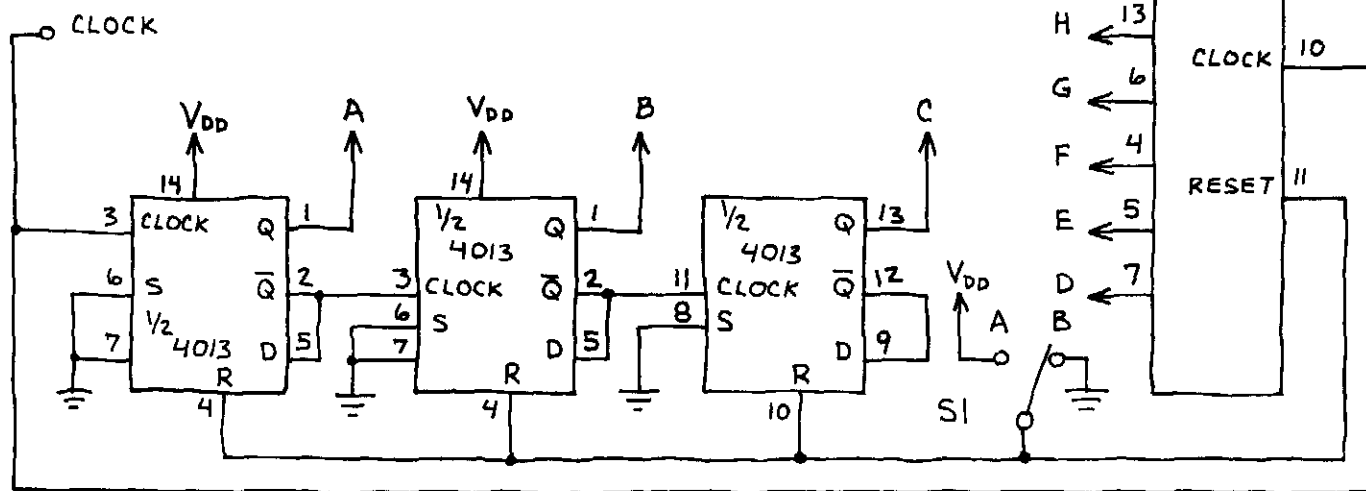 CLOCK
H 13
CLOCK 10
G 6
VDD A VDD B C
F 4
14 14
RESET 11
3 CLOCK Q 1
1/2 4013 Q 1
1/2 4013 Q 13
E 5
6 S Q̅ 2
3 CLOCK Q̅ 2
11 CLOCK Q̅ 12
VDD
D 7
1/2 4013
6 S
8 S
A B
7 D 5
7 D 5
D 9
R R R
4 4 10
S1